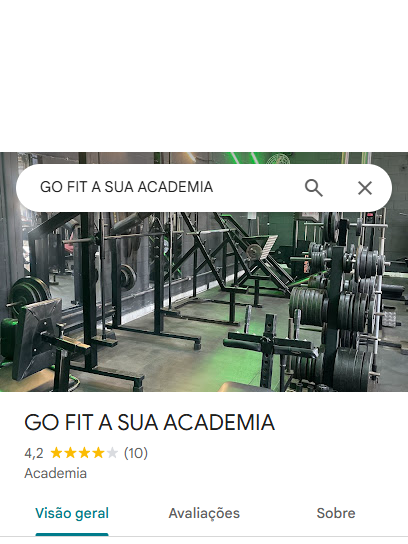 GO FIT A SUA ACADEMIA
GO FIT A SUA ACADEMIA
4,2 (10)
Academia
Visão geral Avaliações Sobre